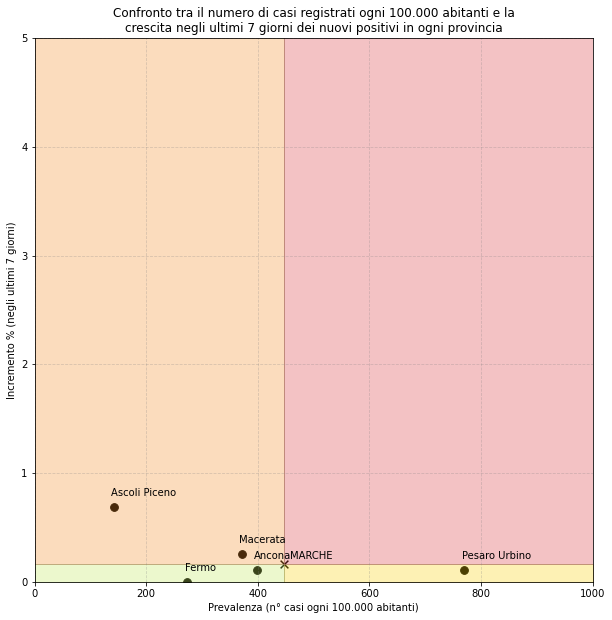 Confronto tra il numero di casi registrati ogni 100.000 abitanti e la
crescita negli ultimi 7 giorni dei nuovi positivi in ogni provincia
5
4
3
2
1
0
Incremento % (negli ultimi 7 giorni)
Ascoli Piceno
Macerata
AnconaMARCHE
Pesaro Urbino
Fermo
0 200 400 600 800 1000
Prevalenza (n° casi ogni 100.000 abitanti)